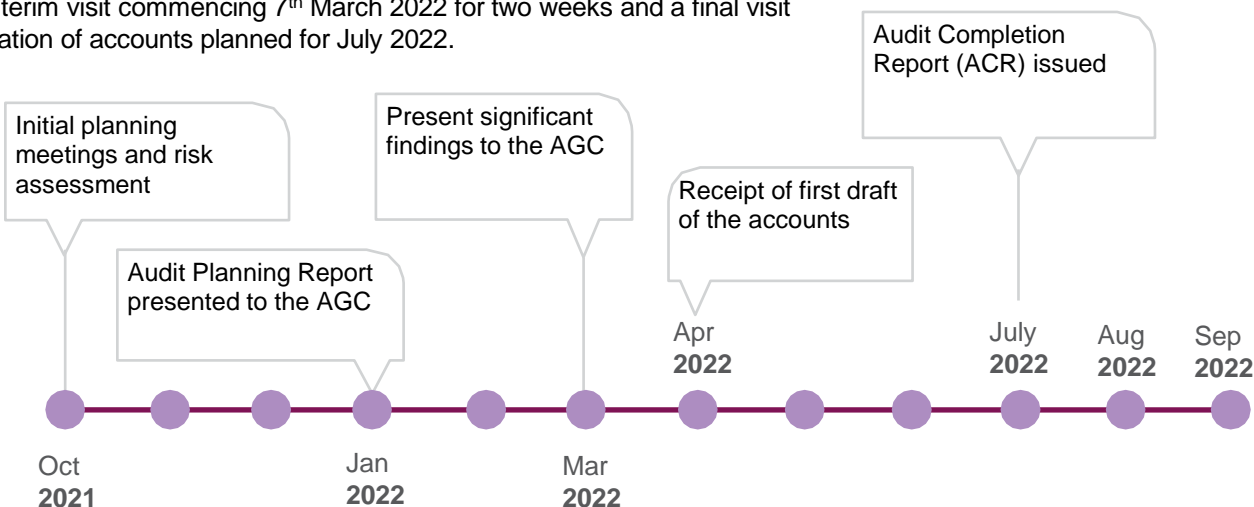 terim visit commencing 7th March 2022 for two weeks and a final visit
ation of accounts planned for July 2022.
Audit Completion
Report (ACR) issued
Initial planning
meetings and risk
assessment
Present significant
findings to the AGC
Receipt of first draft
of the accounts
Audit Planning Report
presented to the AGC
Apr
2022
July
2022
Aug
2022
Sep
2022
Oct
2021
Jan
2022
Mar
2022